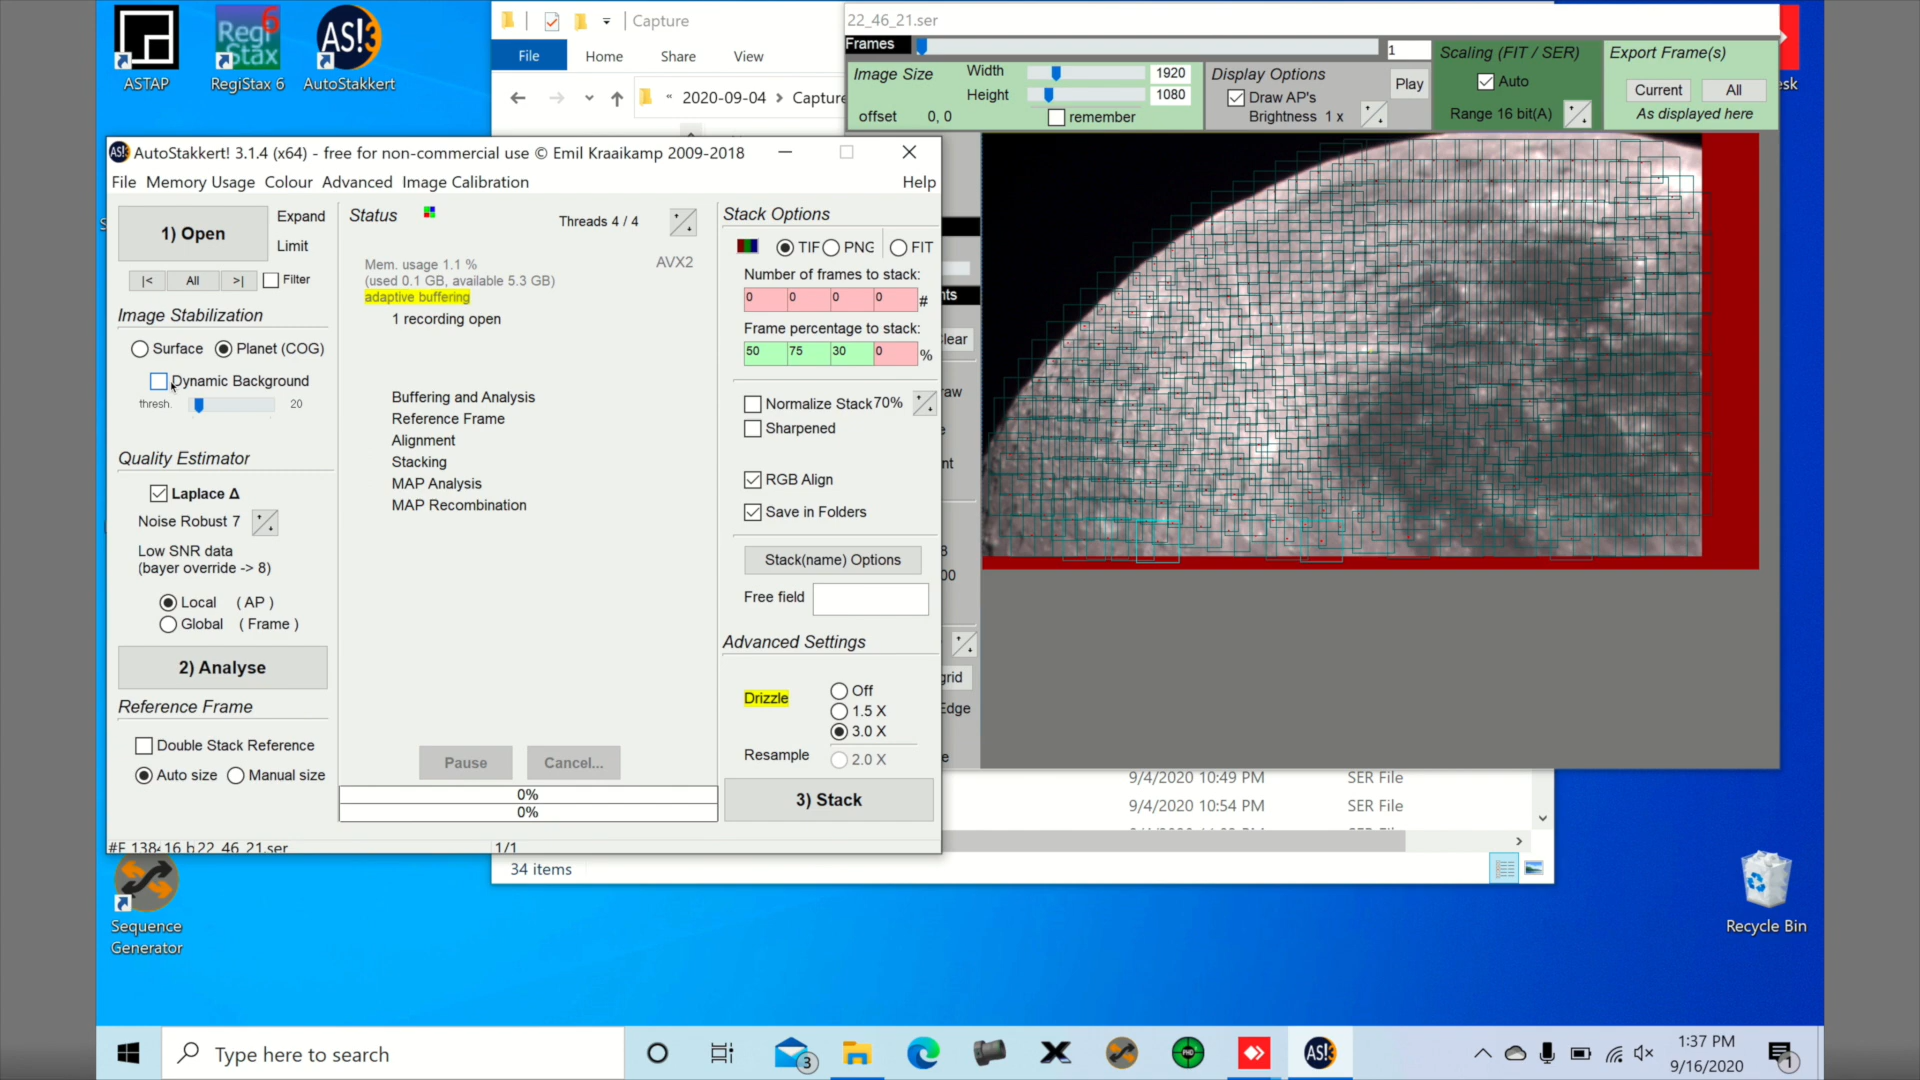 ASTAP
RegiStax 6
AutoStakkert
Capture
File
Home
Share
View
2020-09-04
Capture
22_46_21.ser
Frames
1
Image Size
Width
1920
Height
1080
offset 0, 0
remember
Display Options
Draw AP's
Brightness 1 x
Play
Scaling (FIT / SER)
Auto
Range 16 bit(A)
Export Frame(s)
Current
All
As displayed here
AutoStakkert! 3.1.4 (x64) - free for non-commercial use © Emil Kraaikamp 2009-2018
File Memory Usage Colour Advanced Image Calibration Help
1) Open
Expand
Limit
|< All >| Filter
Image Stabilization
Surface Planet (COG)
Dynamic Background
thresh. 20
Quality Estimator
Laplace Δ
Noise Robust 7
Low SNR data
(bayer override -> 8)
Local ( AP )
Global ( Frame )
2) Analyse
Reference Frame
Double Stack Reference
Auto size Manual size
Status
Threads 4 / 4
Mem. usage 1.1 %
AVX2
(used 0.1 GB, available 5.3 GB)
adaptive buffering
1 recording open
Buffering and Analysis
Reference Frame
Alignment
Stacking
MAP Analysis
MAP Recombination
Pause
Cancel...
0%
0%
Stack Options
TIF PNG FIT
Number of frames to stack:
0 0 0 0 #
Frame percentage to stack:
50 75 30 0 %
Normalize Stack 70%
Sharpened
RGB Align
Save in Folders
Stack(name) Options
Free field
Advanced Settings
Drizzle
Off
1.5 X
3.0 X
Resample 2.0 X
3) Stack
22_46_21.ser
1/1
9/4/2020 10:49 PM SER File
9/4/2020 10:54 PM SER File
34 items
Sequence
Generator
Recycle Bin
Type here to search
3
AS!3
1:37 PM
9/16/2020
1